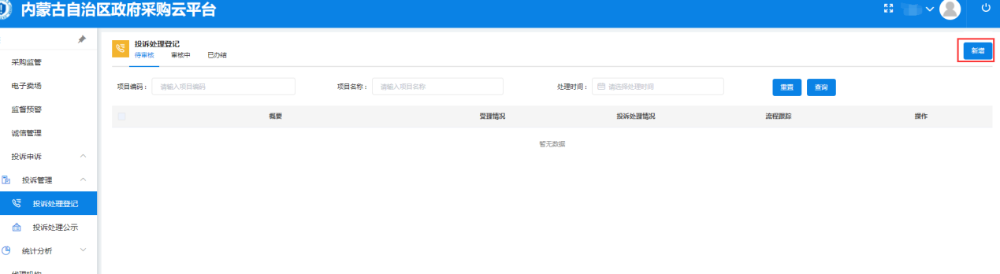 内蒙古自治区政府采购云平台
采购监管
电子卖场
监督预警
诚信管理
投诉申诉
投诉管理
投诉处理登记
投诉处理公示
统计分析
代理机构
投诉处理登记
待审核 审核中 已办结
新增
项目编码： 请输入项目编码 项目名称： 请输入项目名称 处理时间： 请选择处理时间 重置 查询
概要 受理情况 投诉处理情况 流程跟踪 操作
暂无数据